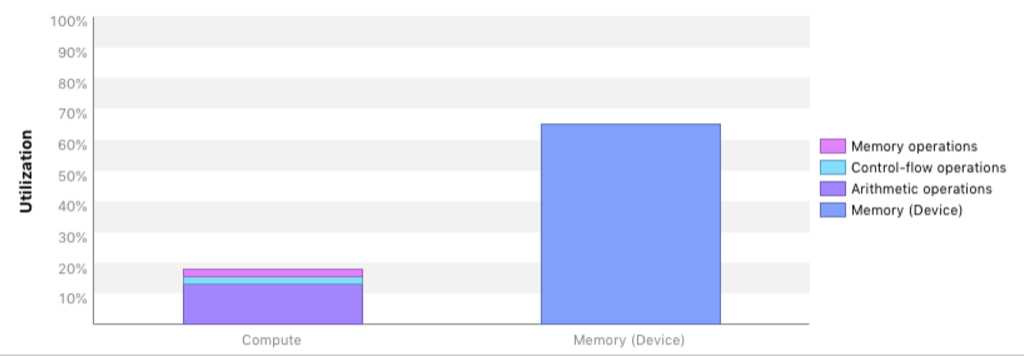 100%
90%
80%
70%
60%
50%
40%
30%
20%
10%
Utilization
Compute
Memory (Device)
Memory operations
Control-flow operations
Arithmetic operations
Memory (Device)